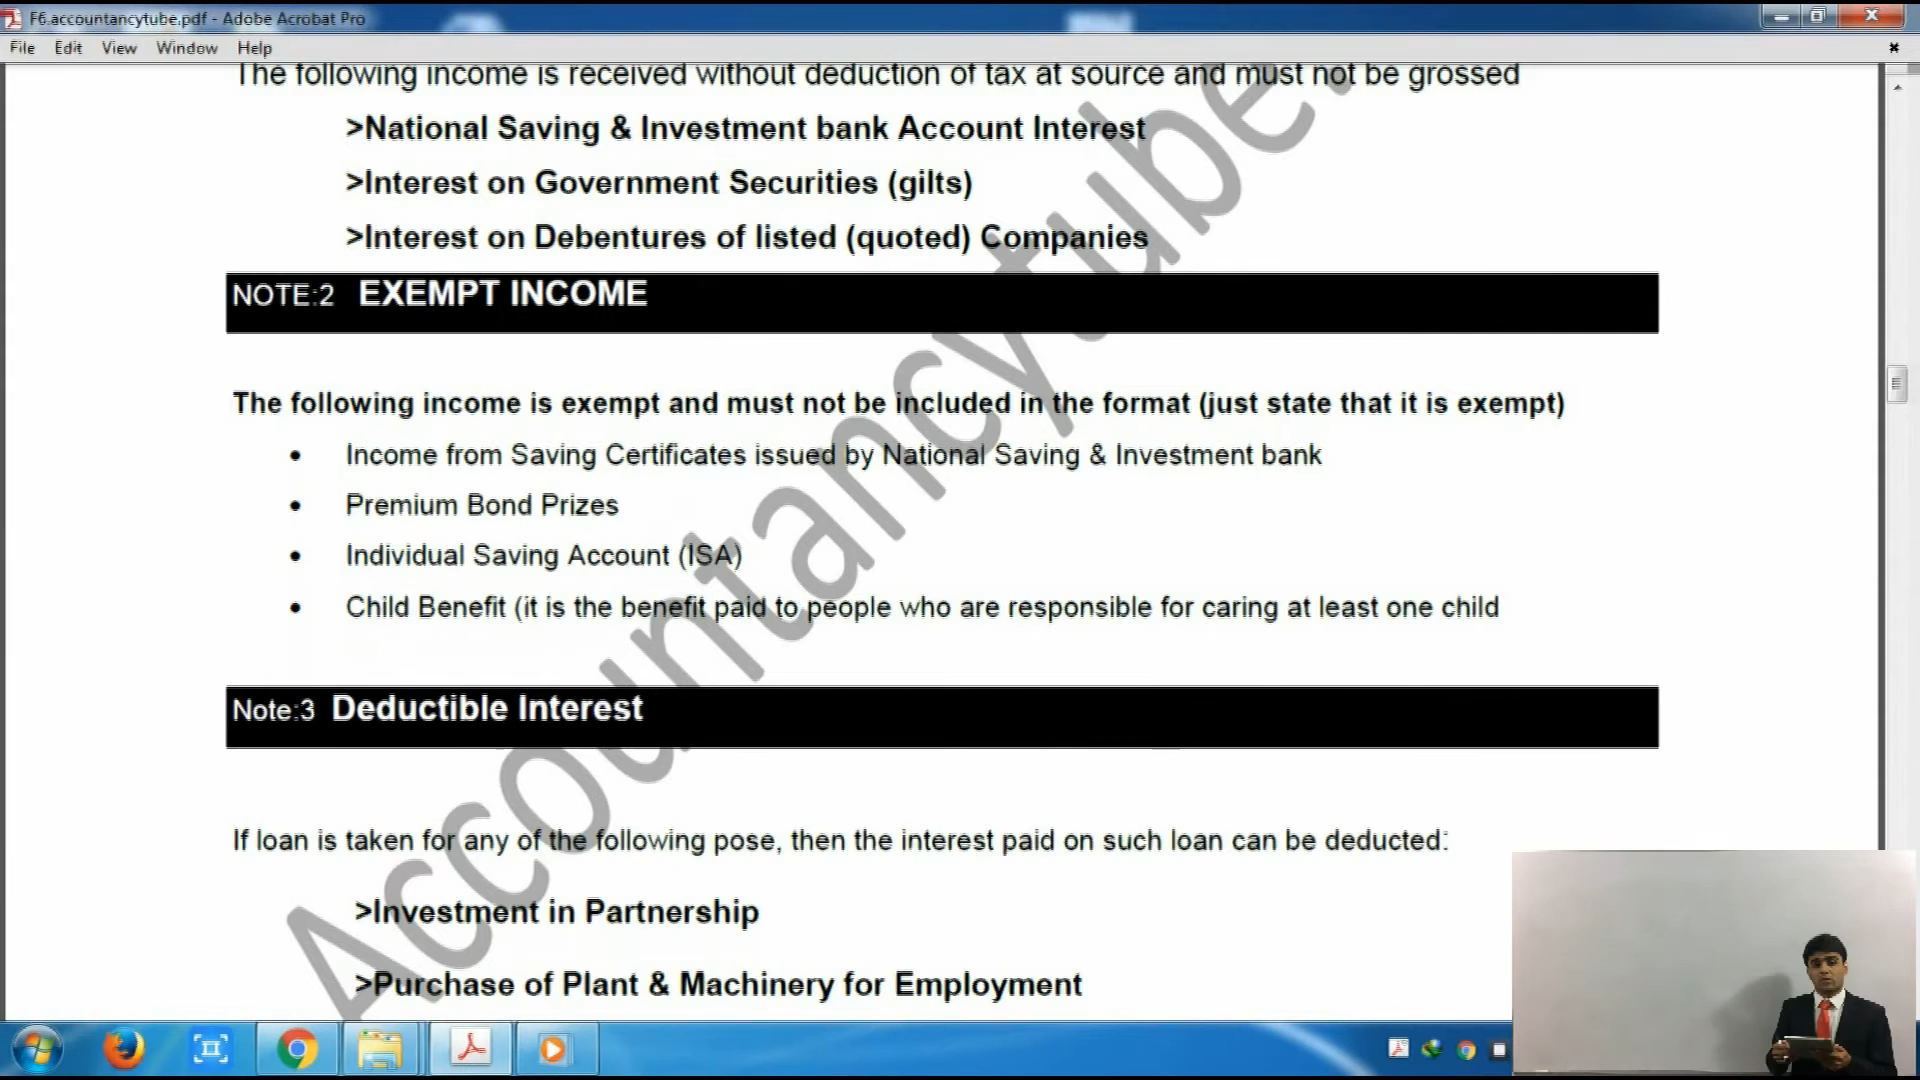 F6.accountancytube.pdf - Adobe Acrobat Pro
File Edit View Window Help
The following income is received without deduction of tax at source and must not be grossed
>National Saving & Investment bank Account Interest
>Interest on Government Securities (gilts)
>Interest on Debentures of listed (quoted) Companies
NOTE:2 EXEMPT INCOME
The following income is exempt and must not be included in the format (just state that it is exempt)
• Income from Saving Certificates issued by National Saving & Investment bank
• Premium Bond Prizes
• Individual Saving Account (ISA)
• Child Benefit (it is the benefit paid to people who are responsible for caring at least one child
Note:3 Deductible Interest
If loan is taken for any of the following pose, then the interest paid on such loan can be deducted:
>Investment in Partnership
>Purchase of Plant & Machinery for Employment
Accountancytube.